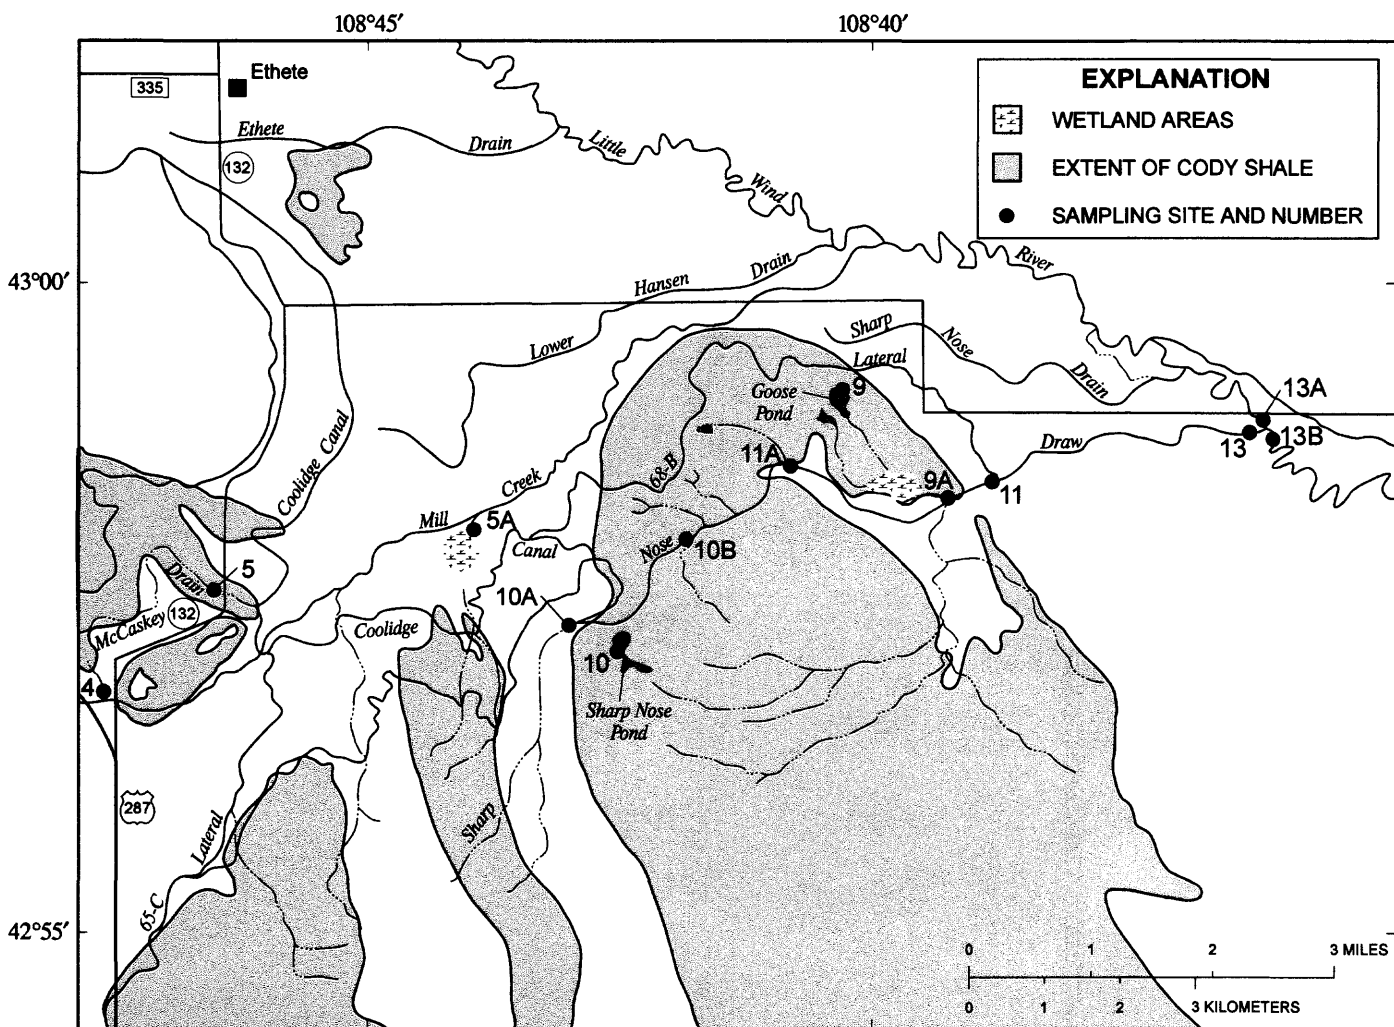 108°45′
108°40′
EXPLANATION
WETLAND AREAS
EXTENT OF CODY SHALE
SAMPLING SITE AND NUMBER
335
Ethete
Ethete
Drain
132
Little
Wind
River
43°00′
Hansen
Drain
Lower
Sharp
Nose
Drain
Lateral
Goose
Pond
9
13A
13
13B
Draw
Coolidge Canal
68-B
11A
9A
11
Creek
Mill
5A
Canal
Nose
10B
Drain
5
10A
McCaskey
132
Coolidge
4
10
Sharp Nose
Pond
287
Lateral
Sharp
65-C
42°55′
0 1 2 3 MILES
0 1 2 3 KILOMETERS